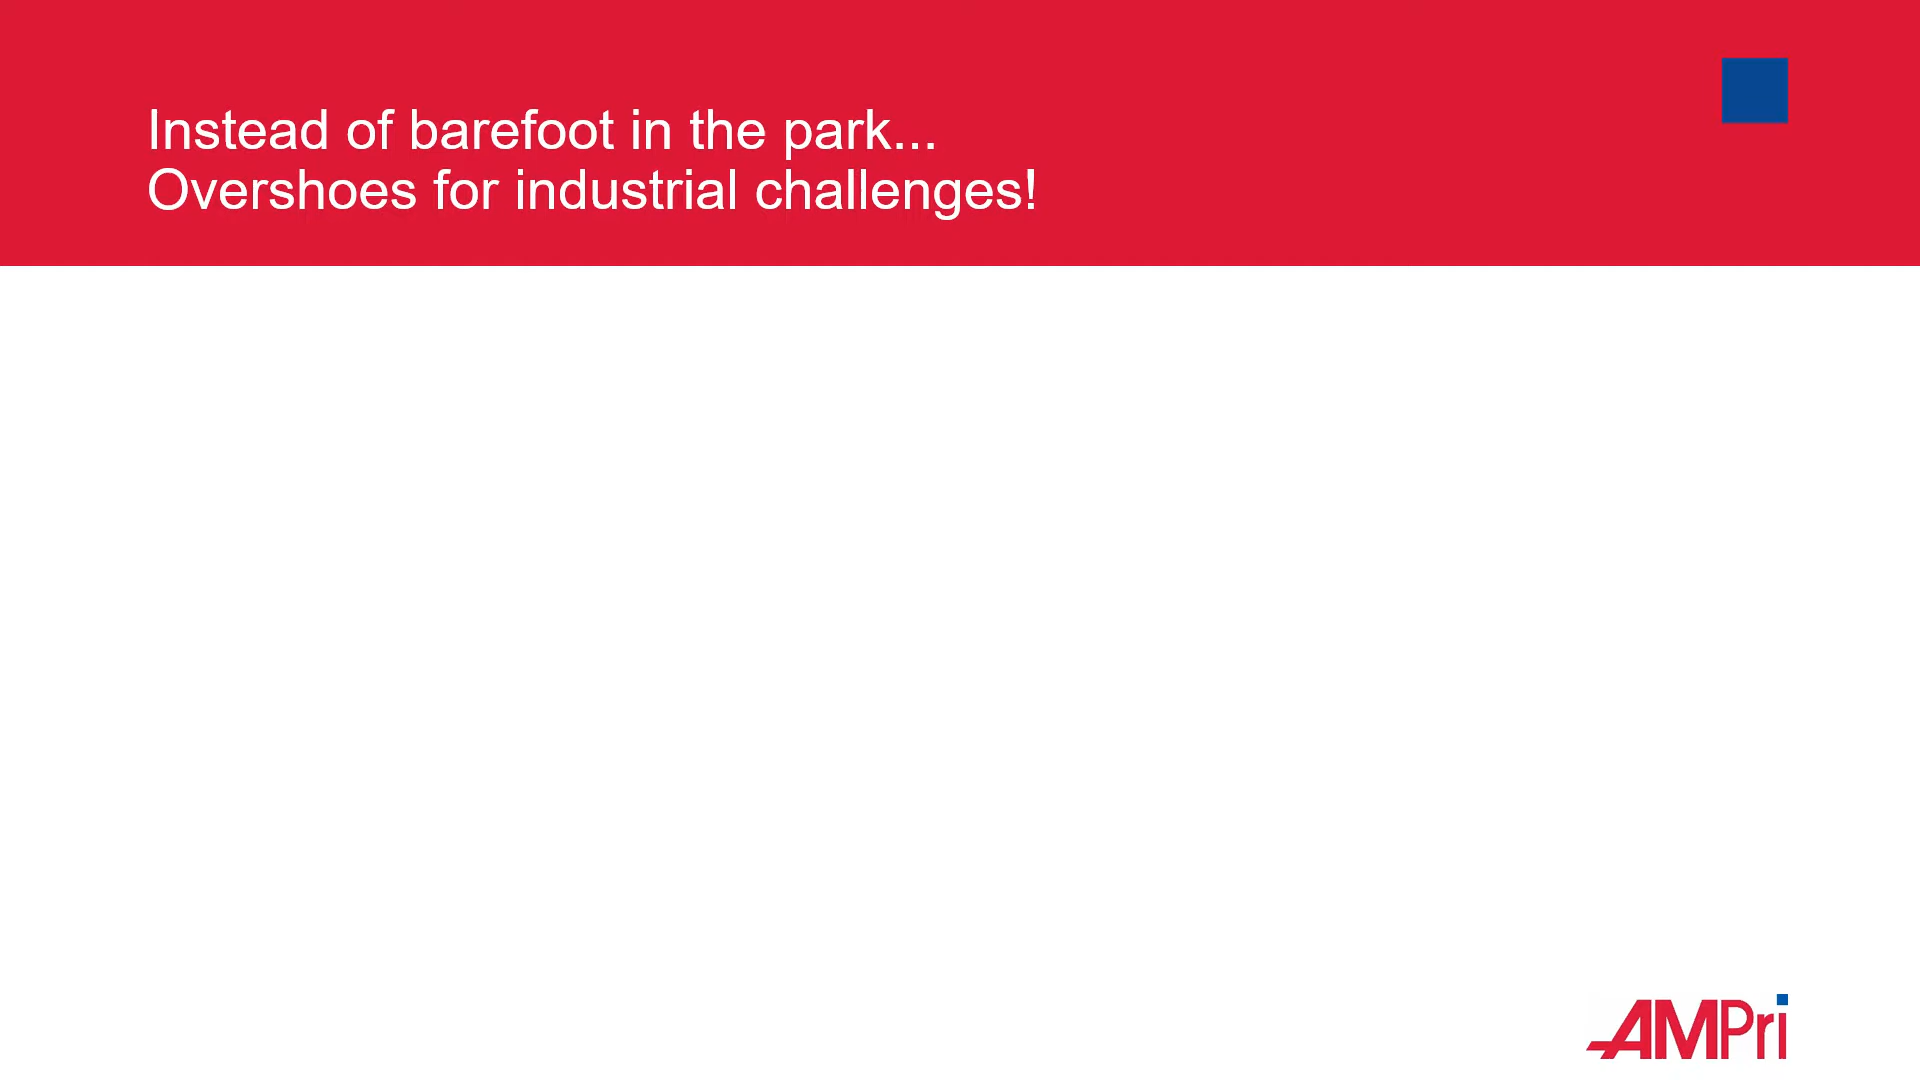 Instead of barefoot in the park...
Overshoes for industrial challenges!
AMPri